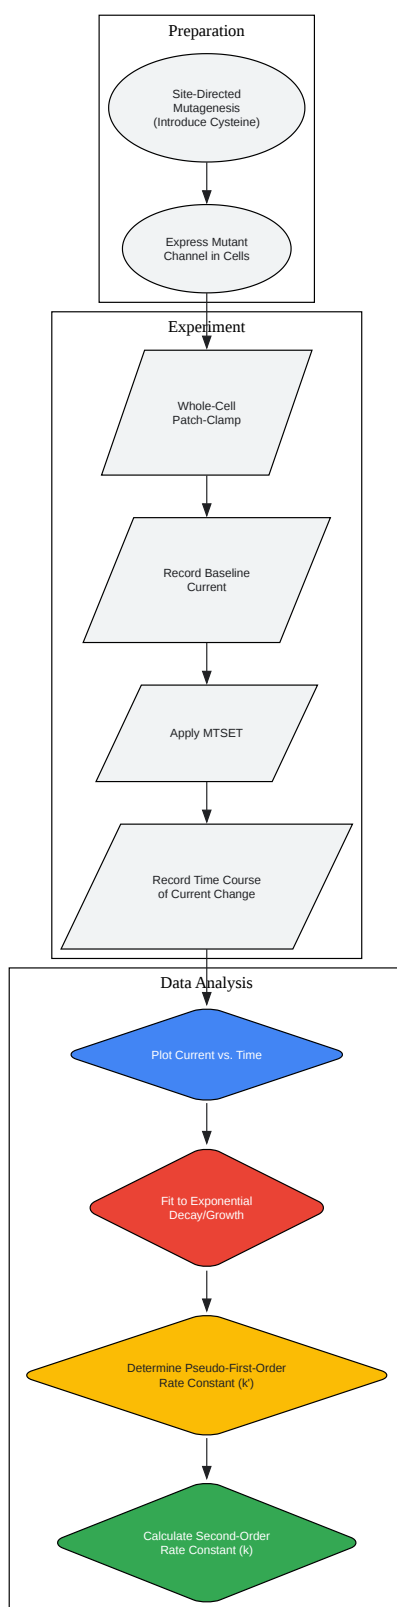 Preparation
Site-Directed
Mutagenesis
(Introduce Cysteine)
Express Mutant
Channel in Cells
Experiment
Whole-Cell
Patch-Clamp
Record Baseline
Current
Apply MTSET
Record Time Course
of Current Change
Data Analysis
Plot Current vs. Time
Fit to Exponential
Decay/Growth
Determine Pseudo-First-Order
Rate Constant (k')
Calculate Second-Order
Rate Constant (k)